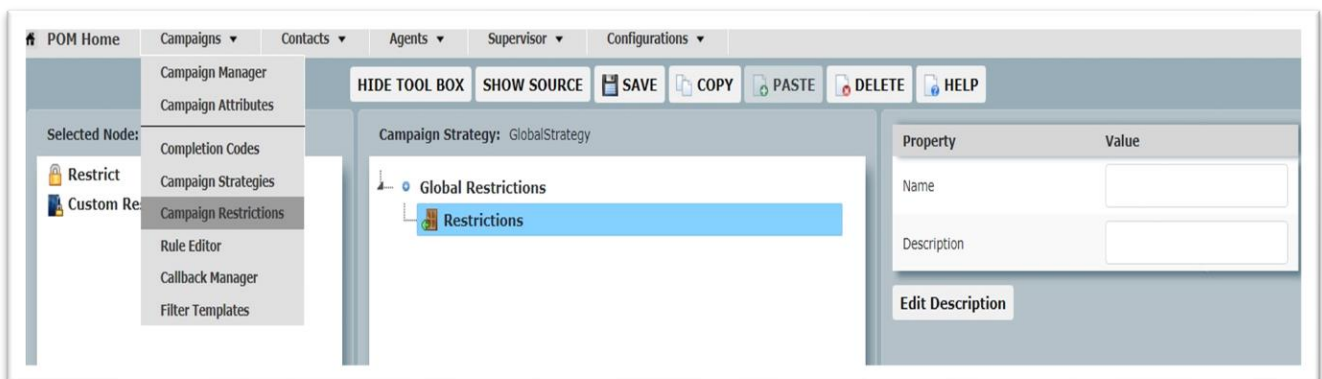 POM Home Campaigns ▼ Contacts ▼ Agents ▼ Supervisor ▼ Configurations ▼
Campaign Manager
Campaign Attributes
Completion Codes
Campaign Strategies
Campaign Restrictions
Rule Editor
Callback Manager
Filter Templates
HIDE TOOL BOX SHOW SOURCE SAVE COPY PASTE DELETE HELP
Selected Node:
Restrict
Custom Re
Campaign Strategy: GlobalStrategy
Global Restrictions
Restrictions
Property Value
Name
Description
Edit Description